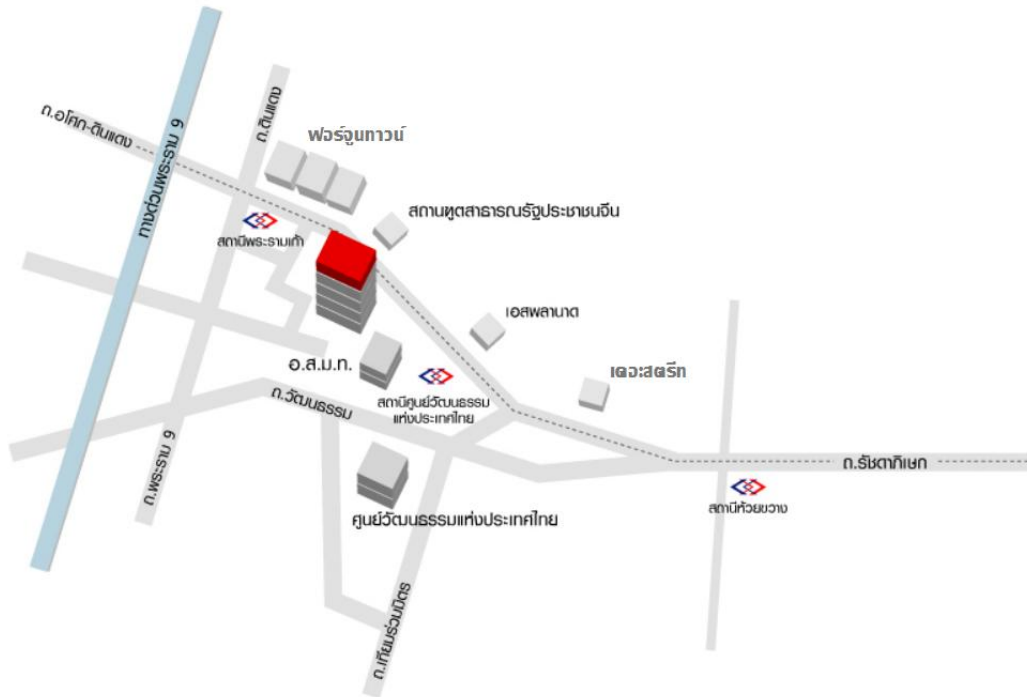 ถ.อโศก-ดินแดง
ทางด่วนพระราม 9
ถ.ดินแดง
ฟอร์จูนทาวน์
สถานฑูตสาธารณรัฐประชาชนจีน
สถานีพระรามเก้า
เอสพลานาด
อ.ส.ม.ท.
เดอะสตรีท
สถานีศูนย์วัฒนธรรม
แห่งประเทศไทย
ถ.วัฒนธรรม
ถ.พระราม 9
ถ.รัชดาภิเษก
สถานีห้วยขวาง
ศูนย์วัฒนธรรมแห่งประเทศไทย
ถ.เทียมร่วมมิตร